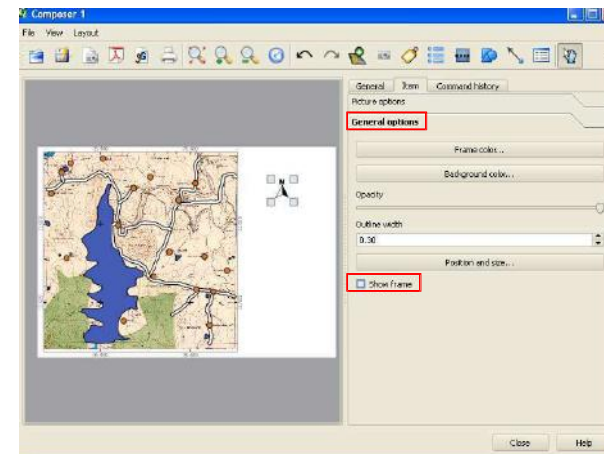 Composer 1
File View Layout
General Item Command history
Picture options
General options
Frame color...
Background color...
Opacity
Outline width
0.30
Position and size...
Show frame
N
Close Help